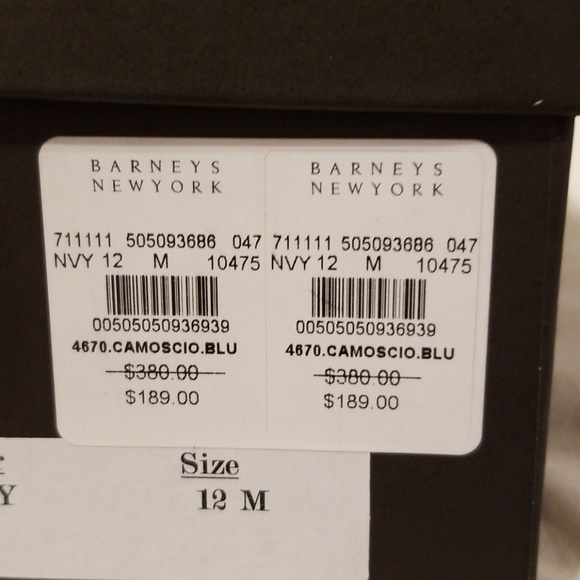 BARNEYS
NEWYORK
711111 505093686 047
NVY 12 M 10475
00505050936939
4670.CAMOSCIO.BLU
$380.00
$189.00
BARNEYS
NEWYORK
711111 505093686 047
NVY 12 M 10475
00505050936939
4670.CAMOSCIO.BLU
$380.00
$189.00
Size
12 M